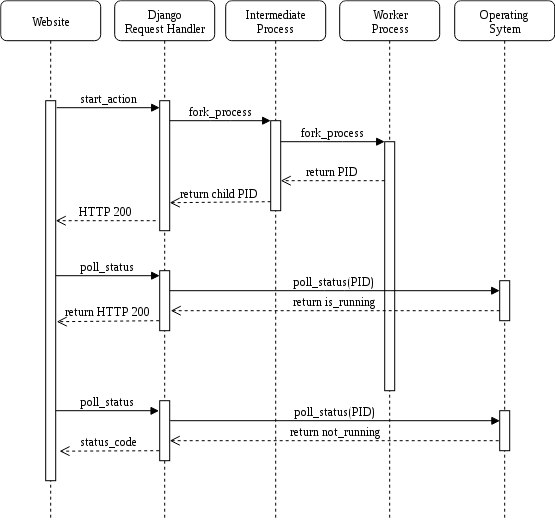 Website
Django
Request Handler
Intermediate
Process
Worker
Process
Operating
Sytem
start_action
fork_process
fork_process
return PID
return child PID
HTTP 200
poll_status
poll_status(PID)
return is_running
return HTTP 200
poll_status
poll_status(PID)
return not_running
status_code